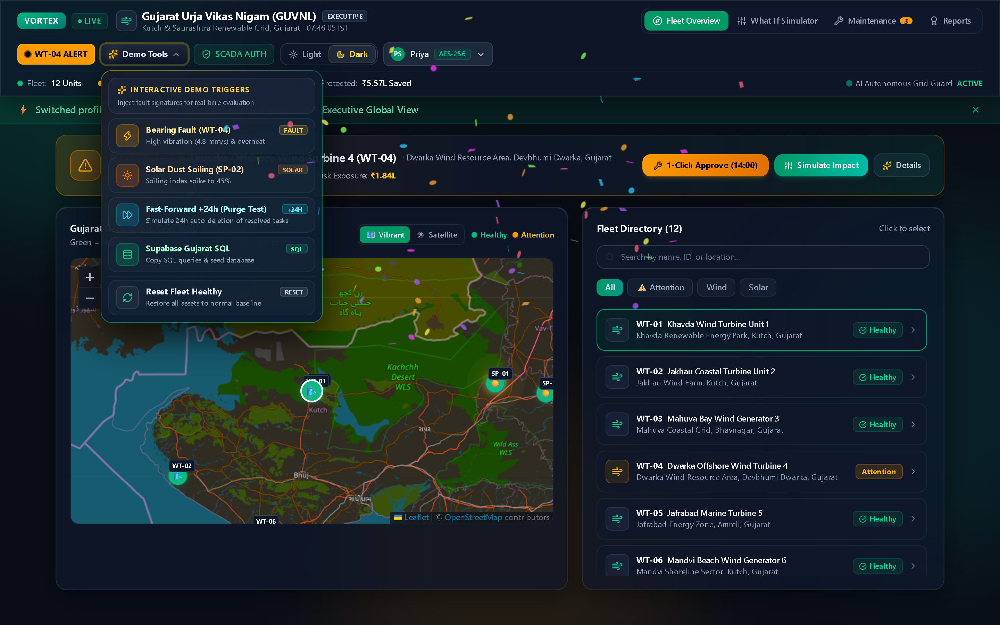 VORTEX
LIVE
Gujarat Urja Vikas Nigam (GUVNL) EXECUTIVE
Kutch & Saurashtra Renewable Grid, Gujarat · 07:46:05 IST
Fleet Overview
What-If Simulator
Maintenance 3
Reports
WT-04 ALERT
Demo Tools
SCADA AUTH
Light
Dark
PS Priya AES-256
Fleet: 12 Units
Protected: ₹5.57L Saved
AI Autonomous Grid Guard ACTIVE
INTERACTIVE DEMO TRIGGERS
Inject fault signatures for real-time evaluation
Bearing Fault (WT-04) FAULT
High vibration (4.8 mm/s) & overheat
Solar Dust Soiling (SP-02) SOLAR
Soiling index spike to 45%
Fast-Forward +24h (Purge Test) +24H
Simulate 24h auto-deletion of resolved tasks
Supabase Gujarat SQL SQL
Copy SQL queries & seed database
Reset Fleet Healthy RESET
Restore all assets to normal baseline
Switched profil
Executive Global View
Dwarka Offshore Wind Turbine 4 (WT-04) · Dwarka Wind Resource Area, Devbhumi Dwarka, Gujarat
Risk Exposure: ₹1.84L
1-Click Approve (14:00)
Simulate Impact
Details
Gujarat Renewable Grid Map
Green =
Vibrant
Satellite
Healthy
Attention
+
−
رن کچھ
جنگلی حیات
پناہ گاہ
Vav-T
Kachchh
Desert
WLS
WT-01
SP-01
SP-
Kutch
રાપર
Wild Ass
WLS
WT-02
Bhuj
ગાંધીધામ
WT-06
Leaflet | © OpenStreetMap contributors
Fleet Directory (12)
Click to select
Search by name, ID, or location...
All
Attention
Wind
Solar
WT-01 Khavda Wind Turbine Unit 1
Khavda Renewable Energy Park, Kutch, Gujarat
Healthy
WT-02 Jakhau Coastal Turbine Unit 2
Jakhau Wind Farm, Kutch, Gujarat
Healthy
WT-03 Mahuva Bay Wind Generator 3
Mahuva Coastal Grid, Bhavnagar, Gujarat
Healthy
WT-04 Dwarka Offshore Wind Turbine 4
Dwarka Wind Resource Area, Devbhumi Dwarka, Gujarat
Attention
WT-05 Jafrabad Marine Turbine 5
Jafrabad Energy Zone, Amreli, Gujarat
Healthy
WT-06 Mandvi Beach Wind Generator 6
Mandvi Shoreline Sector, Kutch, Gujarat
Healthy